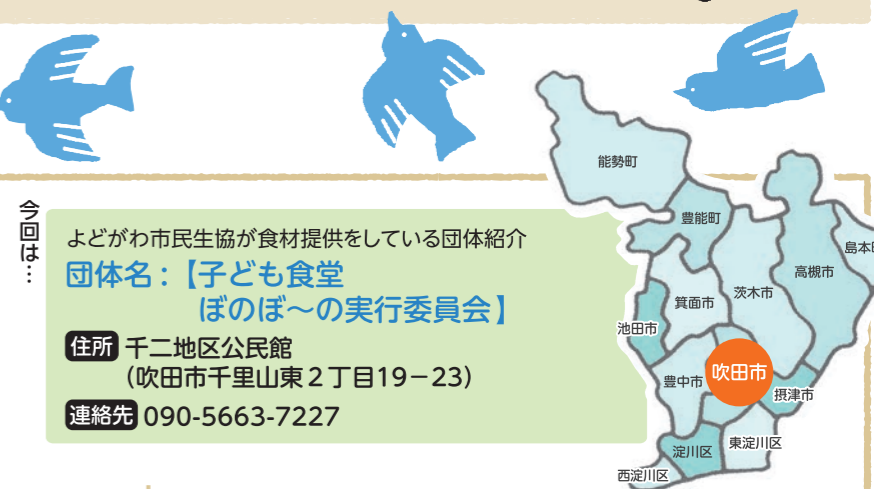 今回は…
よどがわ市民生協が食材提供をしている団体紹介
団体名：【子ども食堂
ぼのぼ～の実行委員会】
住所 千二地区公民館
（吹田市千里山東２丁目19－23）
連絡先 090-5663-7227
能勢町
豊能町
島本町
高槻市
茨木市
箕面市
池田市
吹田市
豊中市
摂津市
東淀川区
淀川区
西淀川区